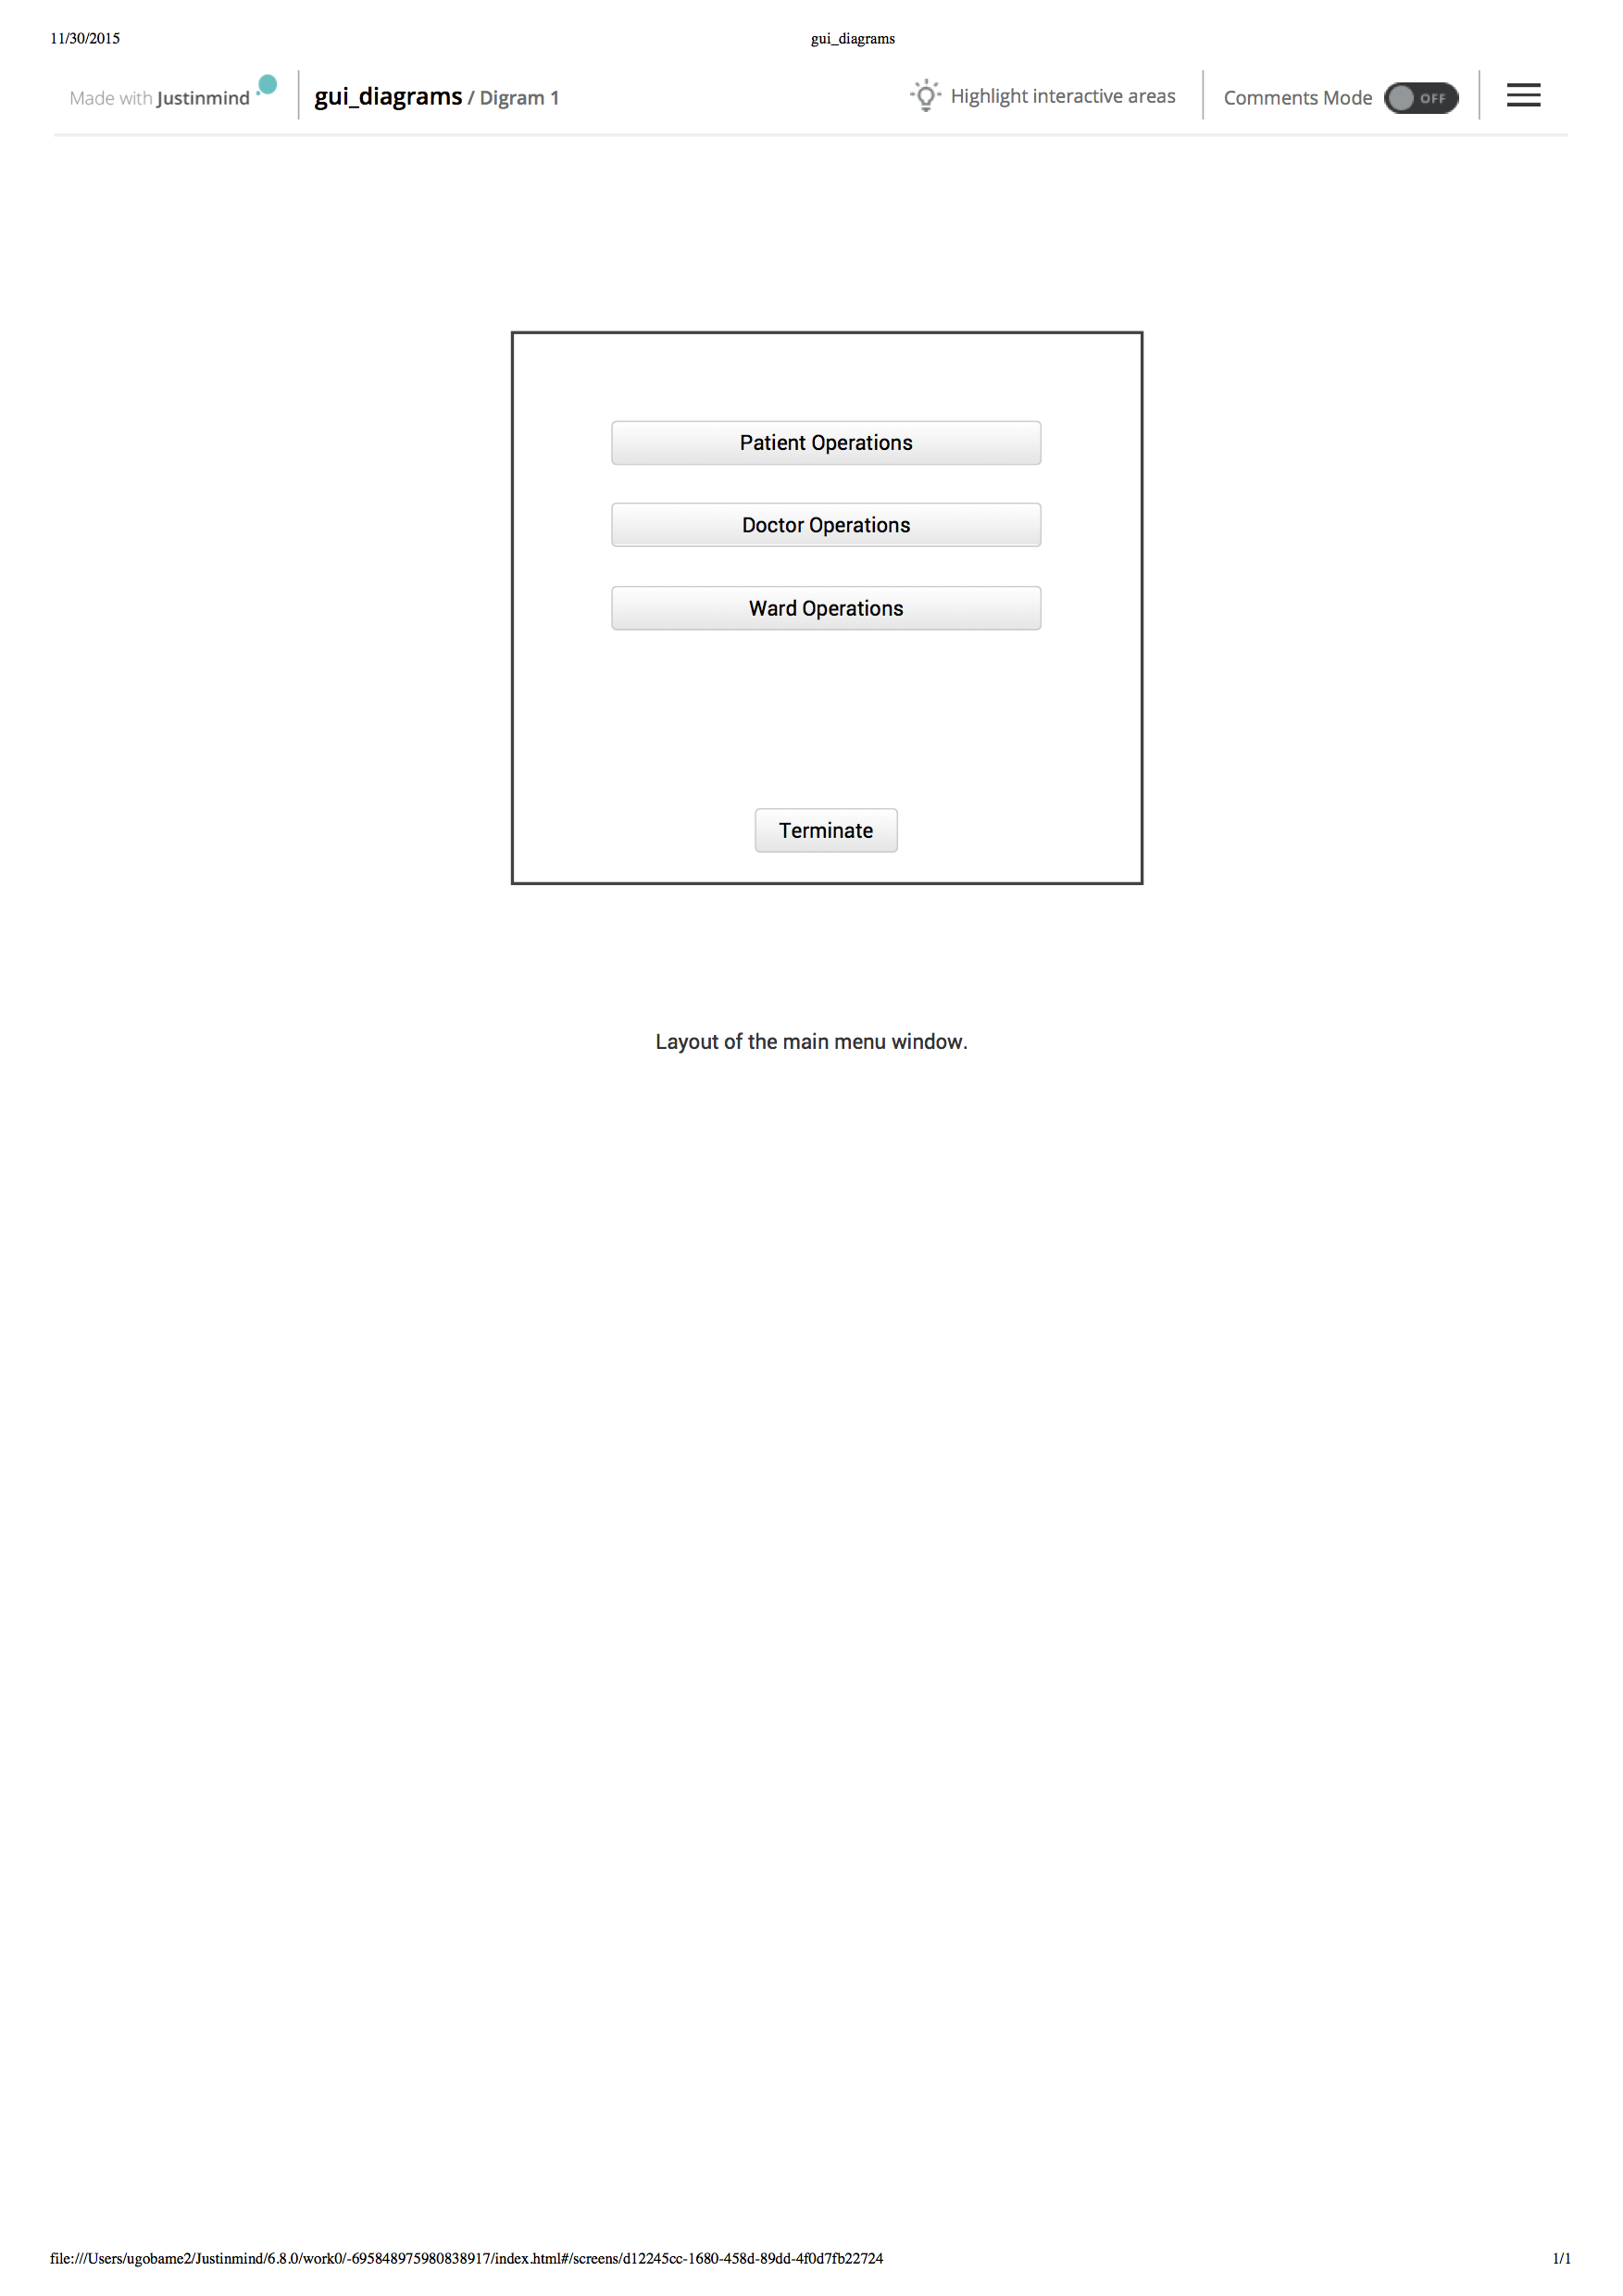 11/30/2015 gui_diagrams
Made with Justinmind gui_diagrams / Digram 1 Highlight interactive areas Comments Mode OFF
Patient Operations
Doctor Operations
Ward Operations
Terminate
Layout of the main menu window.
file:///Users/ugobame2/Justinmind/6.8.0/work0/-695848975980838917/index.html#/screens/d12245cc-1680-458d-89dd-4f0d7fb22724 1/1